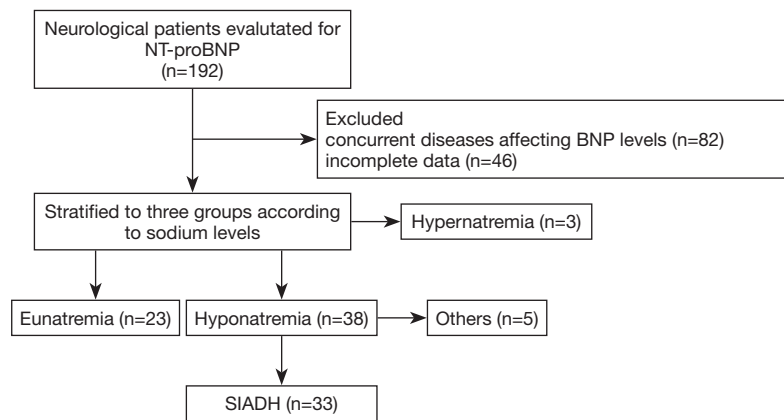 Neurological patients evalutated for
NT-proBNP
(n=192)
Excluded
concurrent diseases affecting BNP levels (n=82)
incomplete data (n=46)
Stratified to three groups according
to sodium levels
Hypernatremia (n=3)
Eunatremia (n=23)
Hyponatremia (n=38)
Others (n=5)
SIADH (n=33)